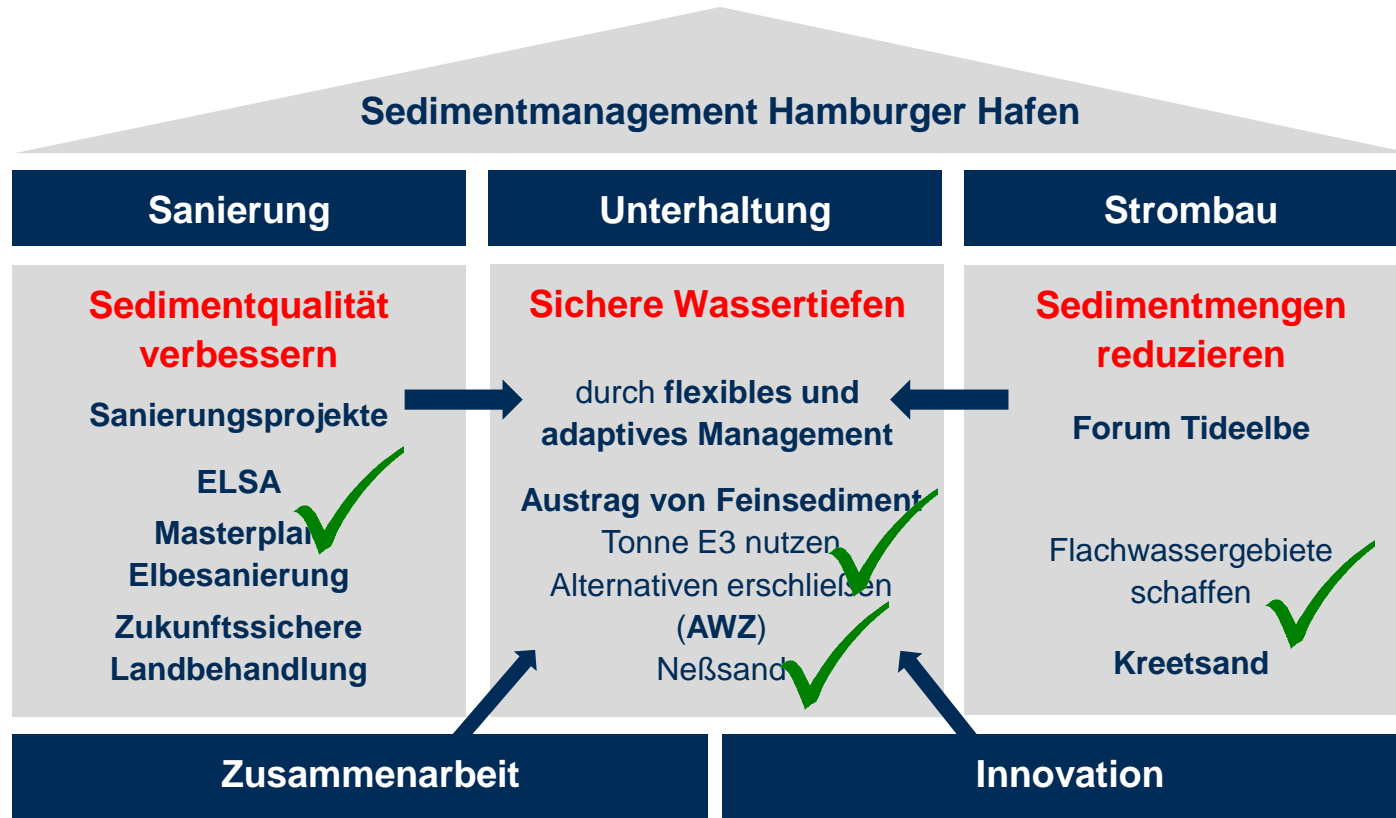 Sedimentmanagement Hamburger Hafen
Sanierung
Sedimentqualität
verbessern
Sanierungsprojekte
ELSA
Masterplan
Elbesanierung
Zukunftssichere
Landbehandlung
Unterhaltung
Sichere Wassertiefen
durch flexibles und
adaptives Management
Austrag von Feinsediment
Tonne E3 nutzen
Alternativen erschließen
(AWZ)
Neßsand
Strombau
Sedimentmengen
reduzieren
Forum Tideelbe
Flachwassergebiete
schaffen
Kreetsand
Zusammenarbeit
Innovation